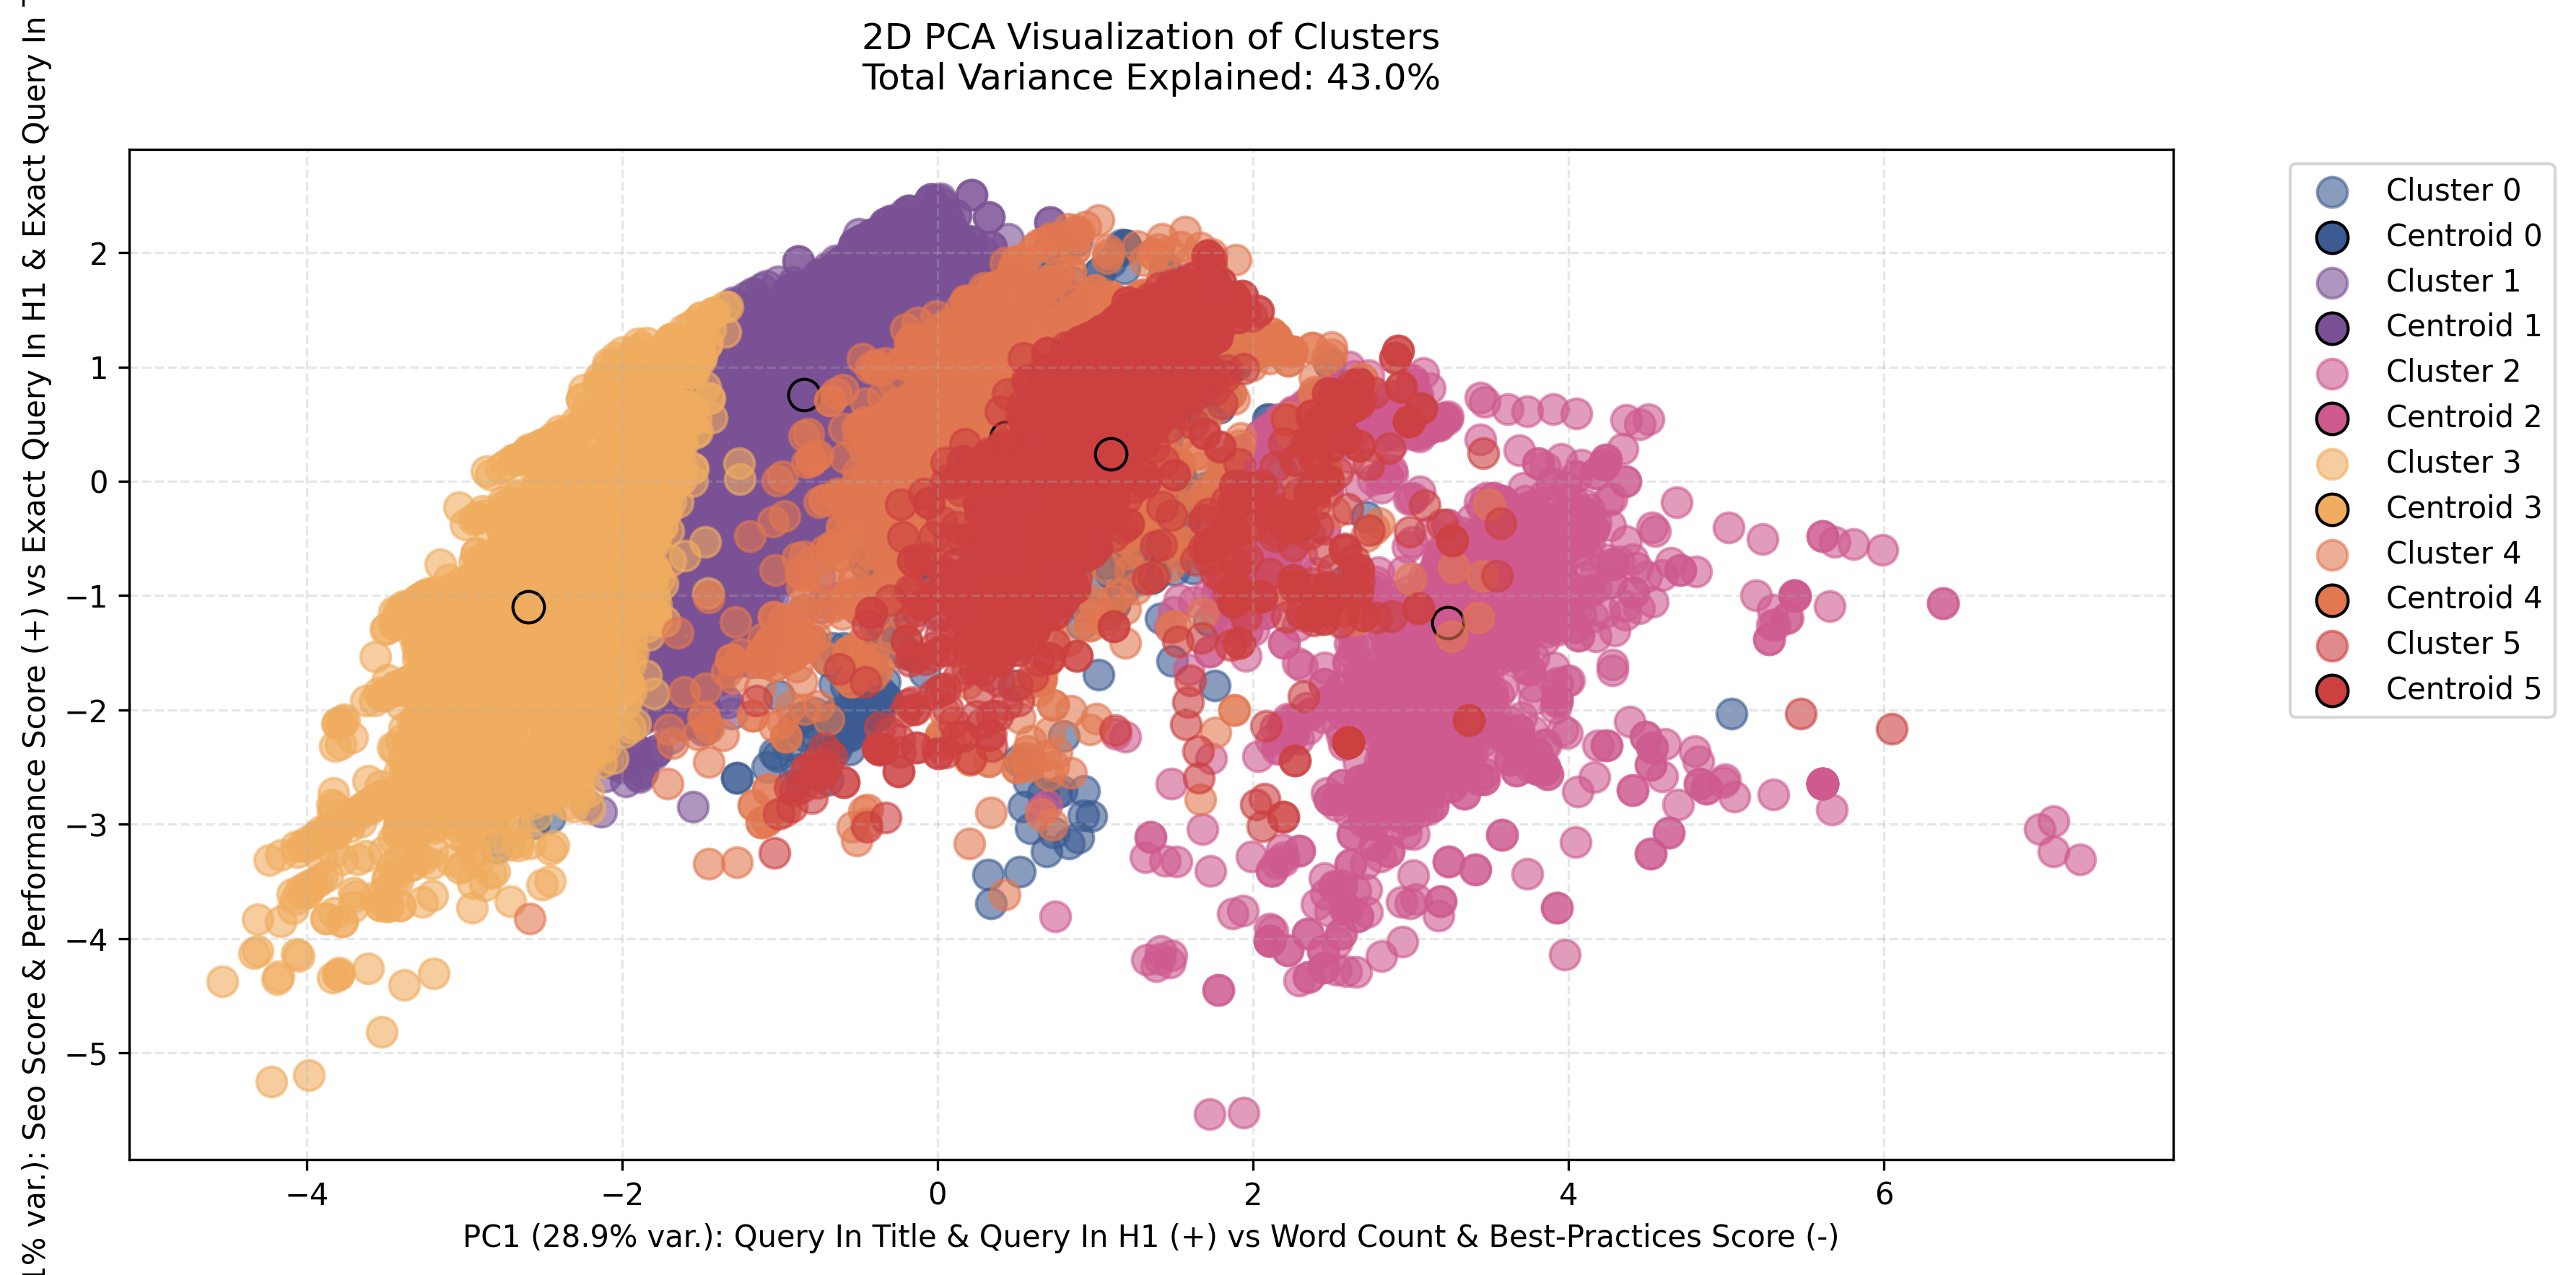 2D PCA Visualization of Clusters
Total Variance Explained: 43.0%
1% var.): Seo Score & Performance Score (+) vs Exact Query In H1 & Exact Query In
2
1
0
−1
−2
−3
−4
−5
−4
−2
0
2
4
6
PC1 (28.9% var.): Query In Title & Query In H1 (+) vs Word Count & Best-Practices Score (-)
Cluster 0
Centroid 0
Cluster 1
Centroid 1
Cluster 2
Centroid 2
Cluster 3
Centroid 3
Cluster 4
Centroid 4
Cluster 5
Centroid 5